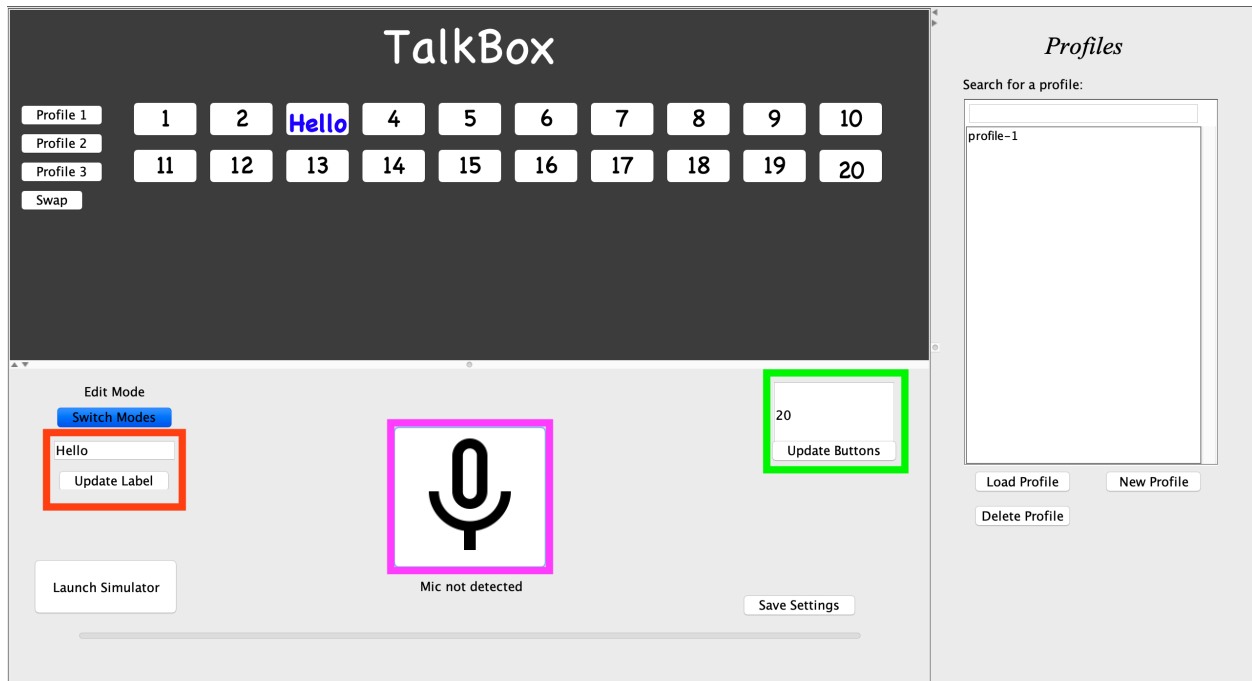 TalkBox
Profile 1
Profile 2
Profile 3
Swap
1 2 Hello 4 5 6 7 8 9 10
11 12 13 14 15 16 17 18 19 20
Edit Mode
Switch Modes
Hello
Update Label
Launch Simulator
Mic not detected
20
Update Buttons
Save Settings
Profiles
Search for a profile:
profile-1
Load Profile New Profile
Delete Profile